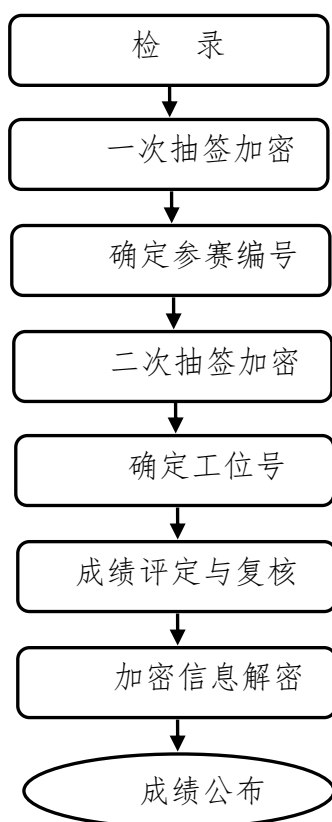 检 录
一次抽签加密
确定参赛编号
二次抽签加密
确定工位号
成绩评定与复核
加密信息解密
成绩公布